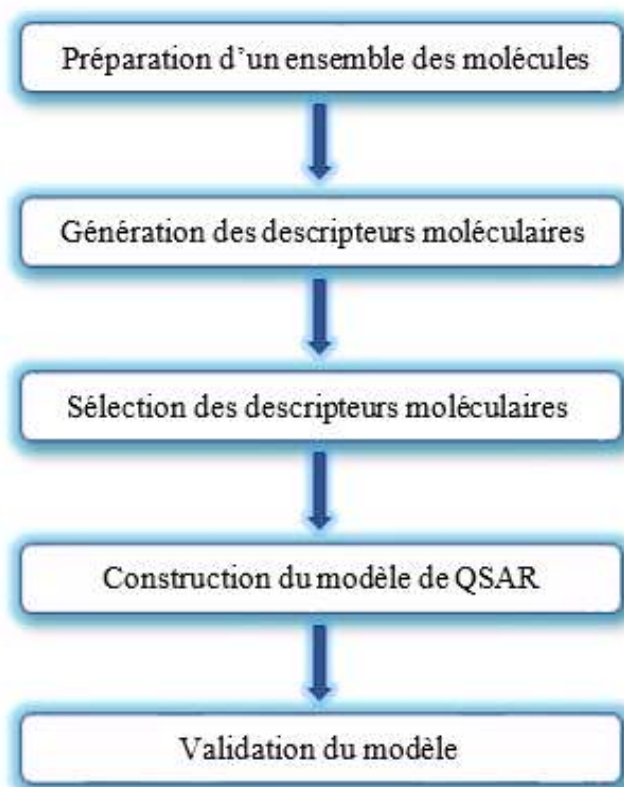 Préparation d’un ensemble des molécules
Génération des descripteurs moléculaires
Sélection des descripteurs moléculaires
Construction du modèle de QSAR
Validation du modèle